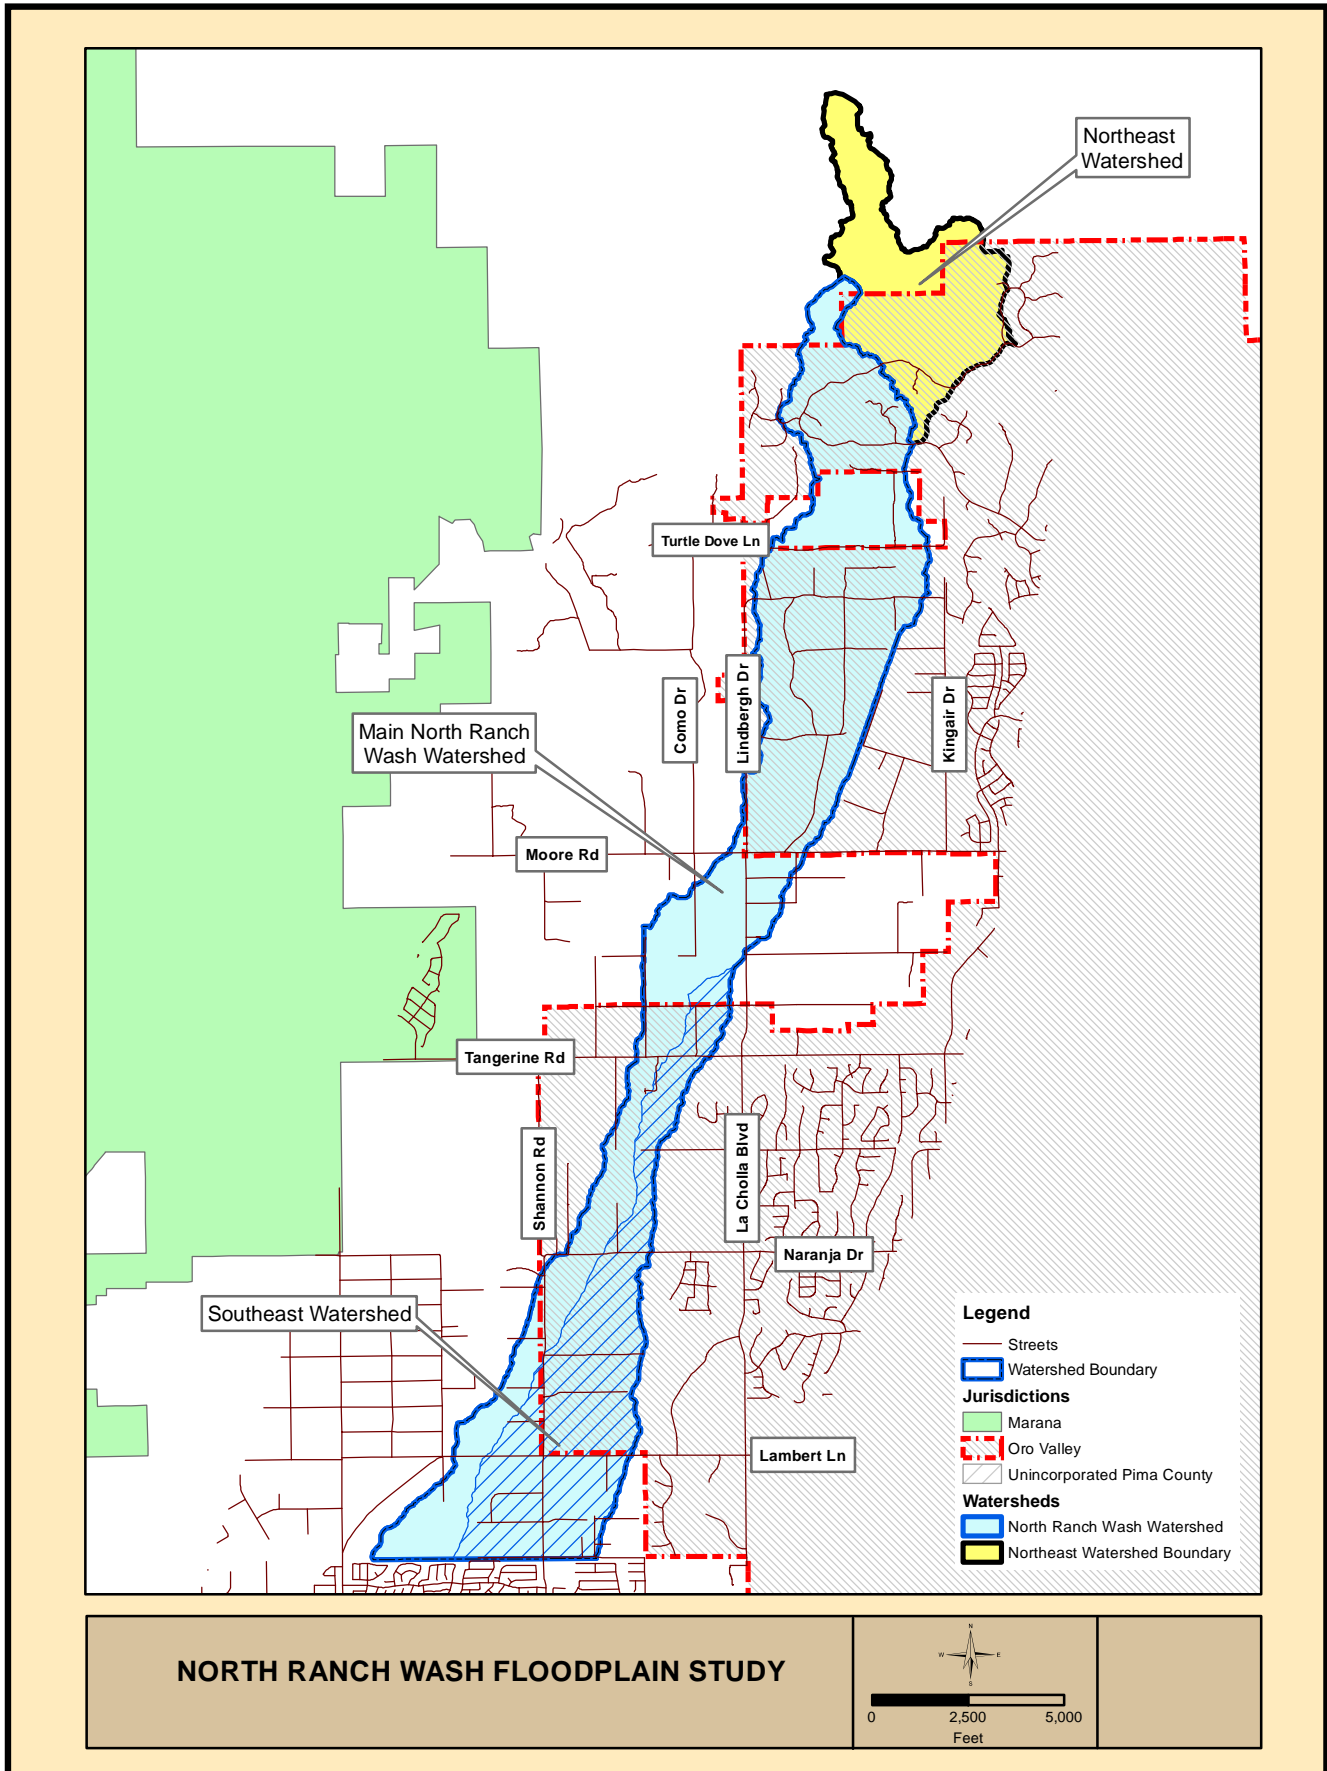 Northeast
Watershed
Turtle Dove Ln
Como Dr
Lindbergh Dr
Kingair Dr
Main North Ranch
Wash Watershed
Moore Rd
Tangerine Rd
Shannon Rd
La Cholla Blvd
Naranja Dr
Southeast Watershed
Lambert Ln
Legend
Streets
Watershed Boundary
Jurisdictions
Marana
Oro Valley
Unincorporated Pima County
Watersheds
North Ranch Wash Watershed
Northeast Watershed Boundary
NORTH RANCH WASH FLOODPLAIN STUDY
N
W
E
S
0 2,500 5,000
Feet